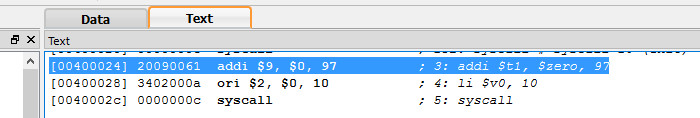 Data Text
Text
[00400024] 20090061 addi $9, $0, 97 ; 3: addi $t1, $zero, 97
[00400028] 3402000a ori $2, $0, 10 ; 4: li $v0, 10
[0040002c] 0000000c syscall ; 5: syscall